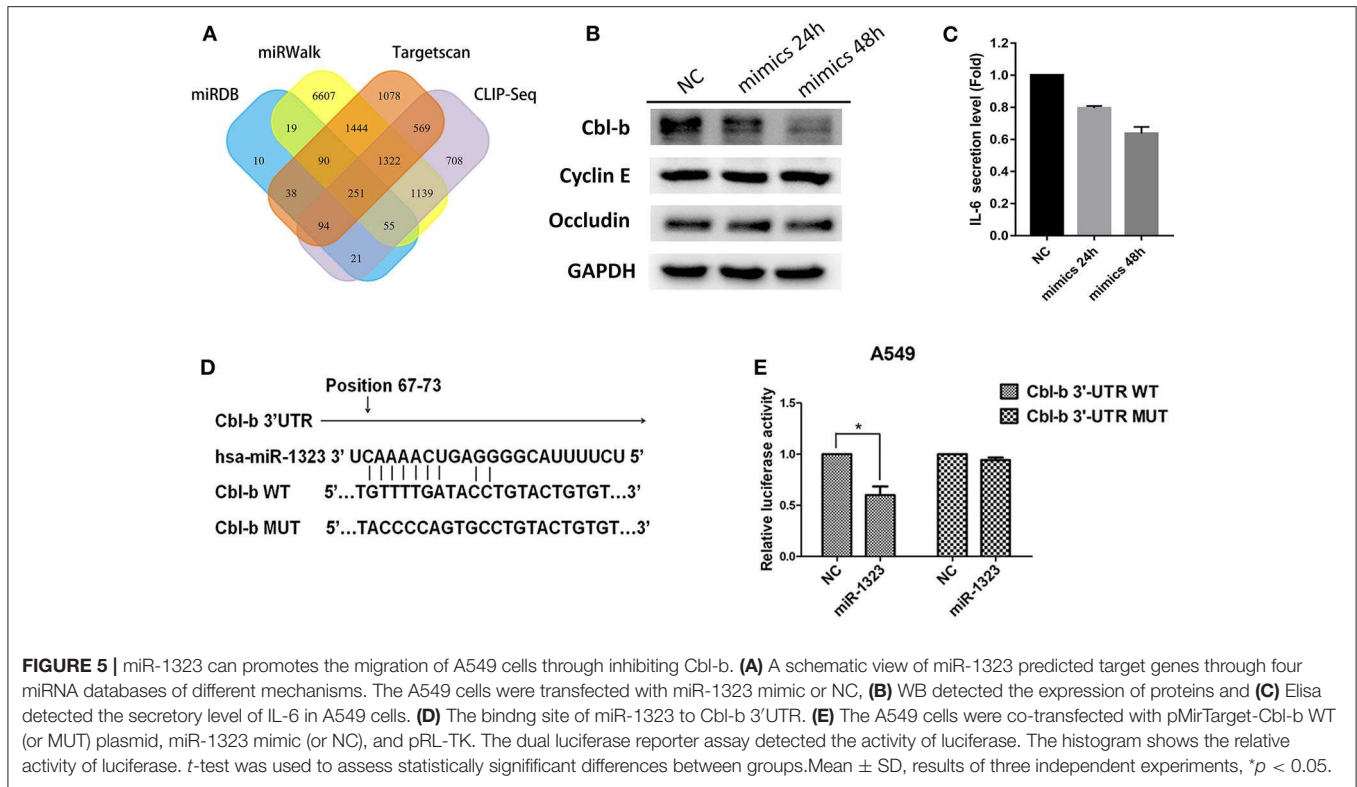 A
miRWalk
Targetscan
miRDB
CLIP-Seq
6607
1078
19
1444
569
10
90
1322
708
38
251
1139
94
55
21
B
NC
mimics 24h
mimics 48h
Cbl-b
Cyclin E
Occludin
GAPDH
C
IL-6 secretion level (Fold)
1.0
0.8
0.6
0.4
0.2
0.0
NC
mimics 24h
mimics 48h
D
Position 67-73
Cbl-b 3'UTR
hsa-miR-1323 3' UCAAAACUGAGGGGCAUUUUCU 5'
Cbl-b WT 5'...TGTTTTGATACCTGTACTGTGT...3'
Cbl-b MUT 5'...TACCCCAGTGCCTGTACTGTGT...3'
E
A549
Cbl-b 3'-UTR WT
Cbl-b 3'-UTR MUT
Relative luciferase activity
1.5
1.0
0.5
0.0
*
NC
miR-1323
NC
miR-1323
FIGURE 5 | miR-1323 can promotes the migration of A549 cells through inhibiting Cbl-b. (A) A schematic view of miR-1323 predicted target genes through four
miRNA databases of different mechanisms. The A549 cells were transfected with miR-1323 mimic or NC, (B) WB detected the expression of proteins and (C) Elisa
detected the secretory level of IL-6 in A549 cells. (D) The bindng site of miR-1323 to Cbl-b 3′UTR. (E) The A549 cells were co-transfected with pMirTarget-Cbl-b WT
(or MUT) plasmid, miR-1323 mimic (or NC), and pRL-TK. The dual luciferase reporter assay detected the activity of luciferase. The histogram shows the relative
activity of luciferase. t-test was used to assess statistically signifificant differences between groups.Mean ± SD, results of three independent experiments, *p < 0.05.